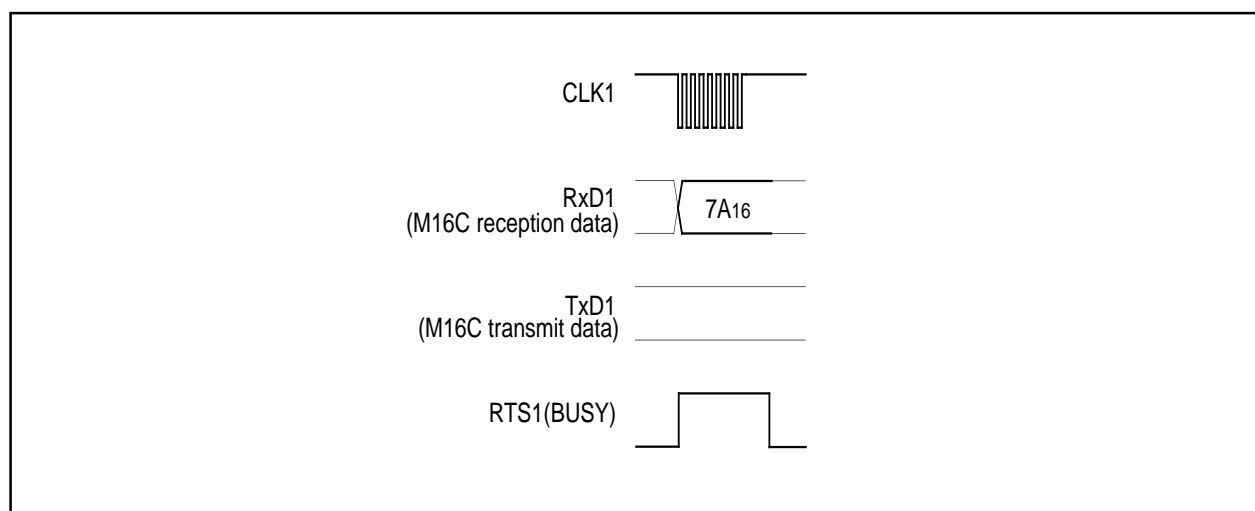 CLK1
RxD1
(M16C reception data)
7A16
TxD1
(M16C transmit data)
RTS1(BUSY)